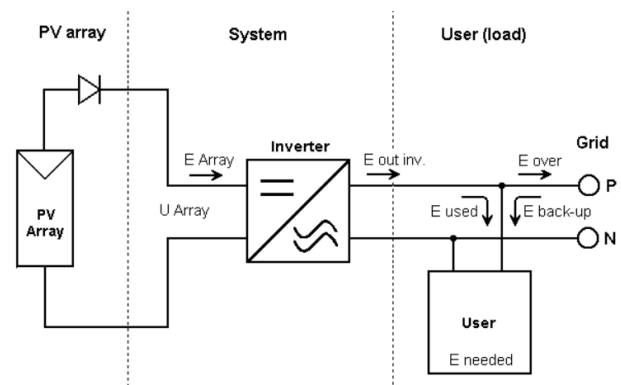 PV array
System
User (load)
Inverter
Grid
E Array
E out inv.
E over
P
PV
Array
U Array
E used
E back-up
N
User
E needed